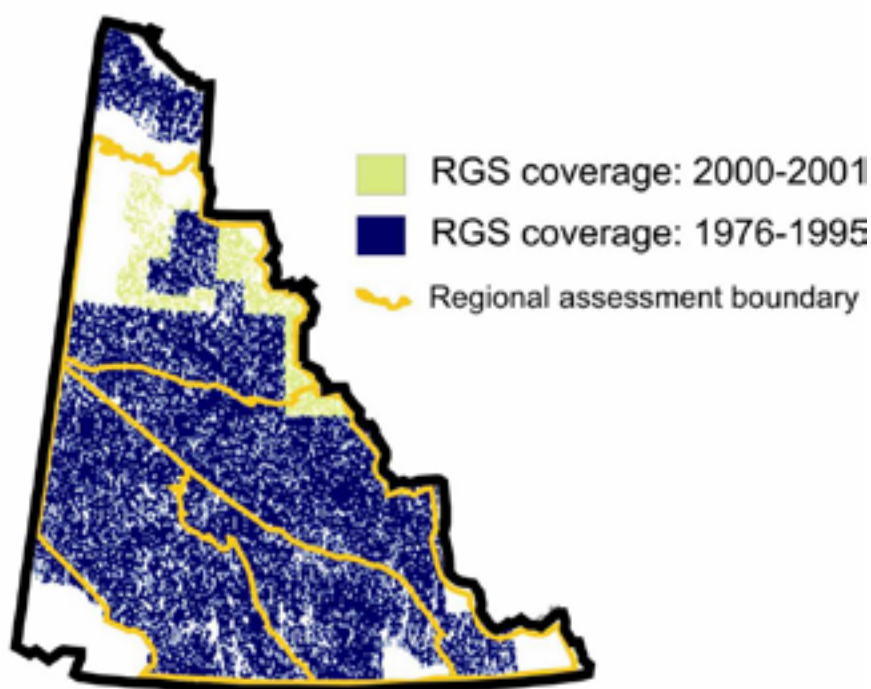 RGS coverage: 2000-2001
RGS coverage: 1976-1995
Regional assessment boundary